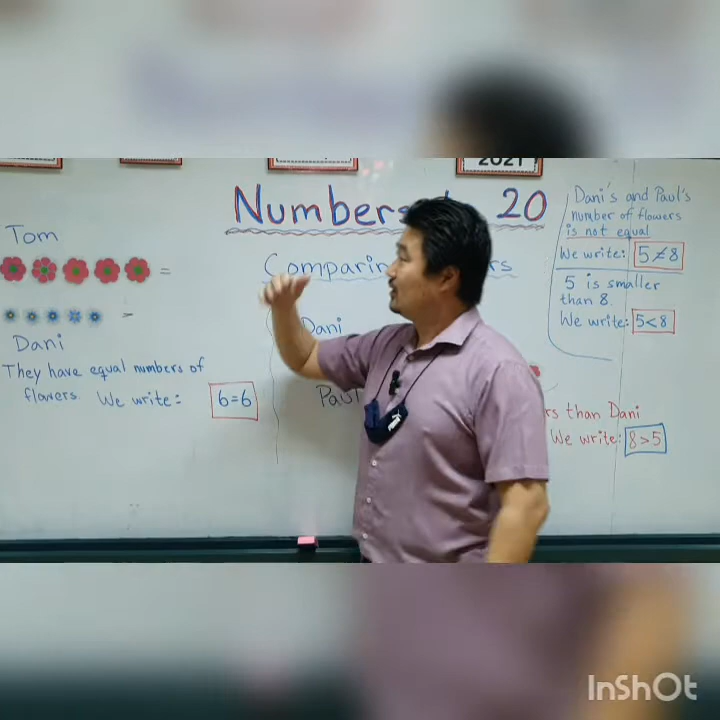 2021
Numbers 20
Comparin rs
Tom
=
=
Dani
They have equal numbers of
flowers. We write: 6=6
Dani
Paul
Dani's and Paul's
number of flowers
is not equal
We write: 5≠8
5 is smaller
than 8.
We write: 5<8
rs than Dani
We write: 8>5
InShOt